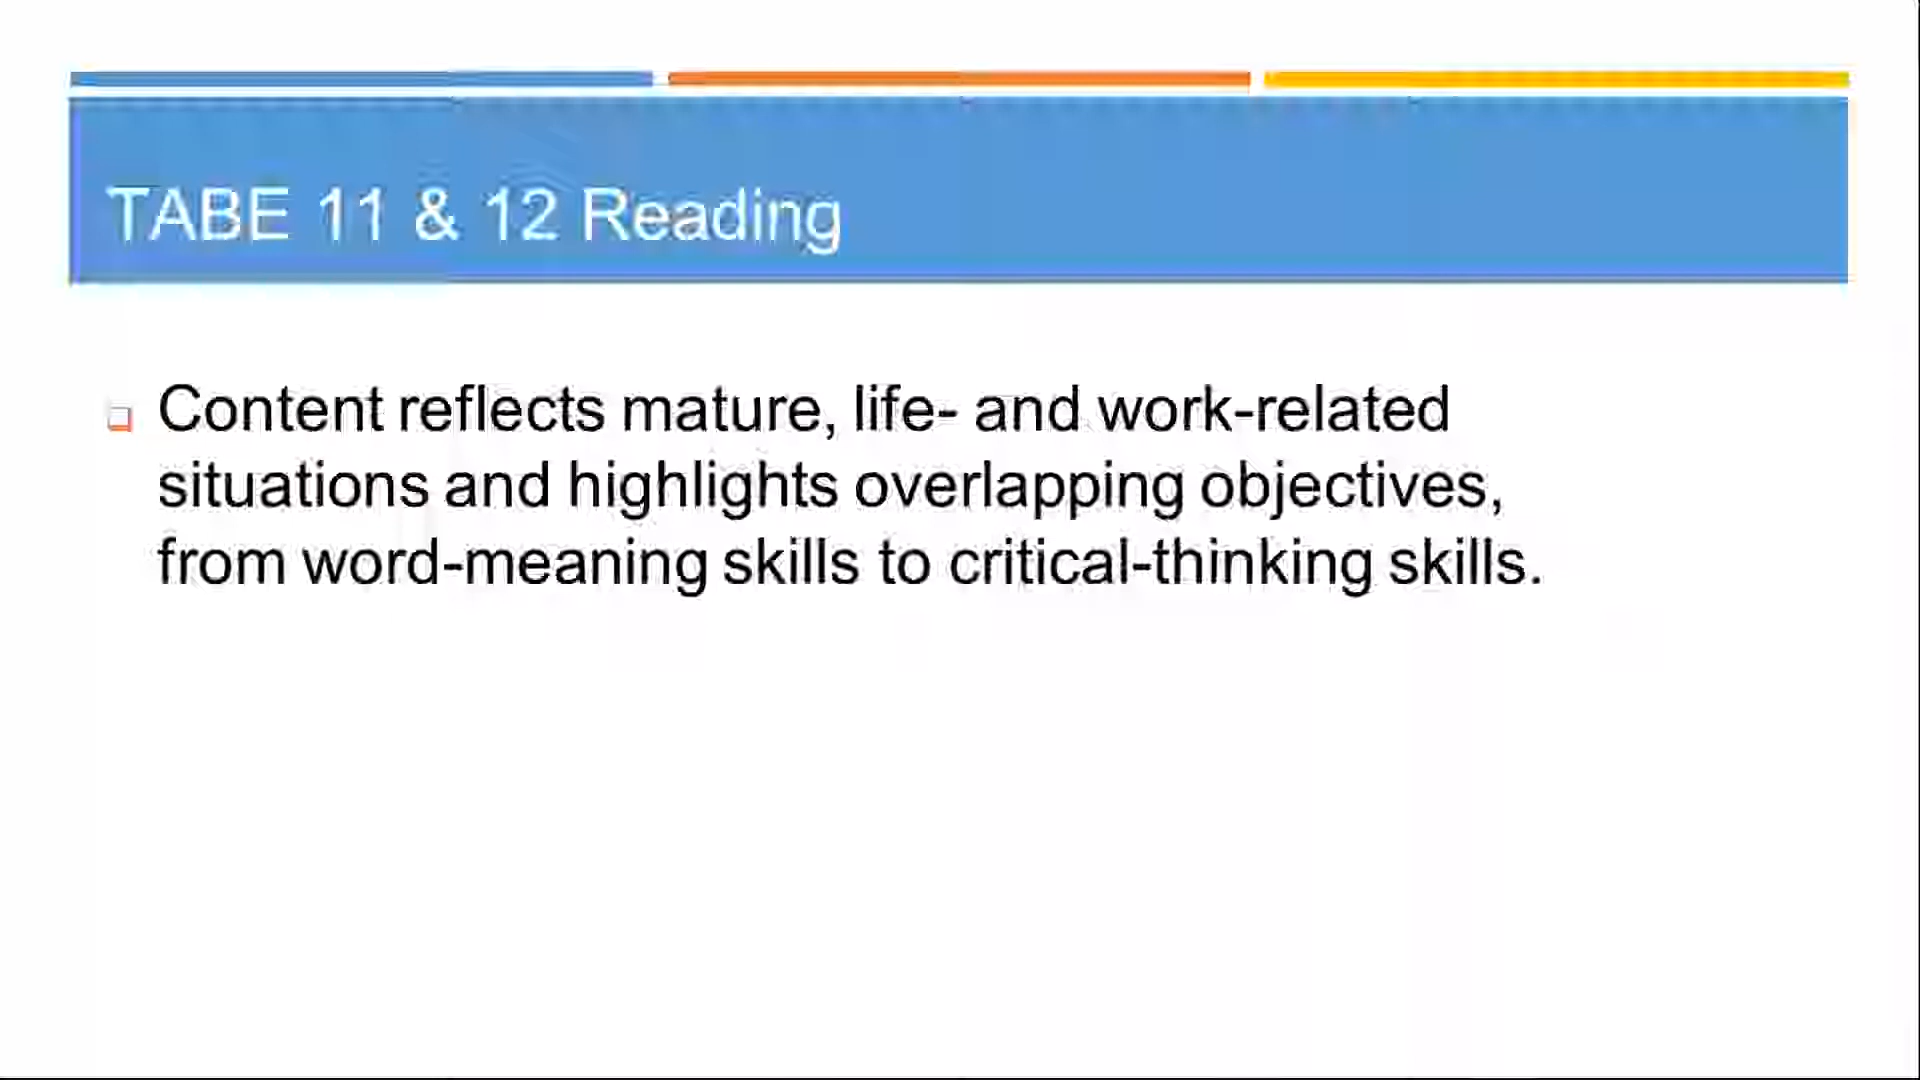 TABE 11 & 12 Reading
Content reflects mature, life- and work-related
situations and highlights overlapping objectives,
from word-meaning skills to critical-thinking skills.